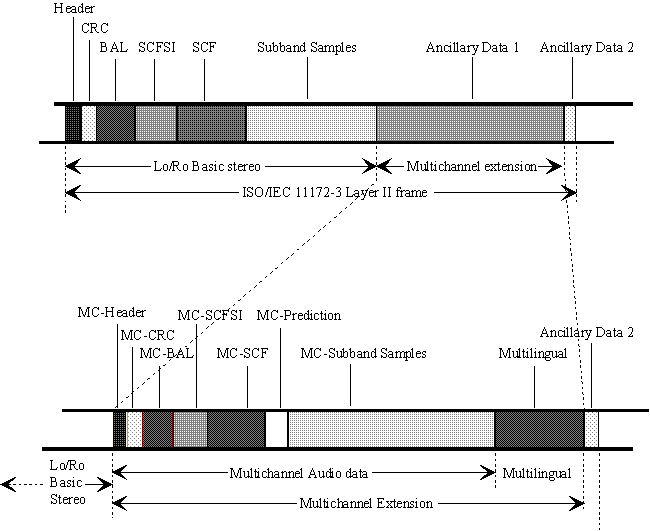 Header
CRC
BAL SCFSI SCF Subband Samples Ancillary Data 1 Ancillary Data 2
Lo/Ro Basic stereo Multichannel extension
ISO/IEC 11172-3 Layer II frame
MC-Header MC-SCFSI MC-Prediction
MC-CRC Ancillary Data 2
MC-BAL MC-SCF MC-Subband Samples Multilingual
Lo/Ro
Basic
Stereo
Multichannel Audio data Multilingual
Multichannel Extension